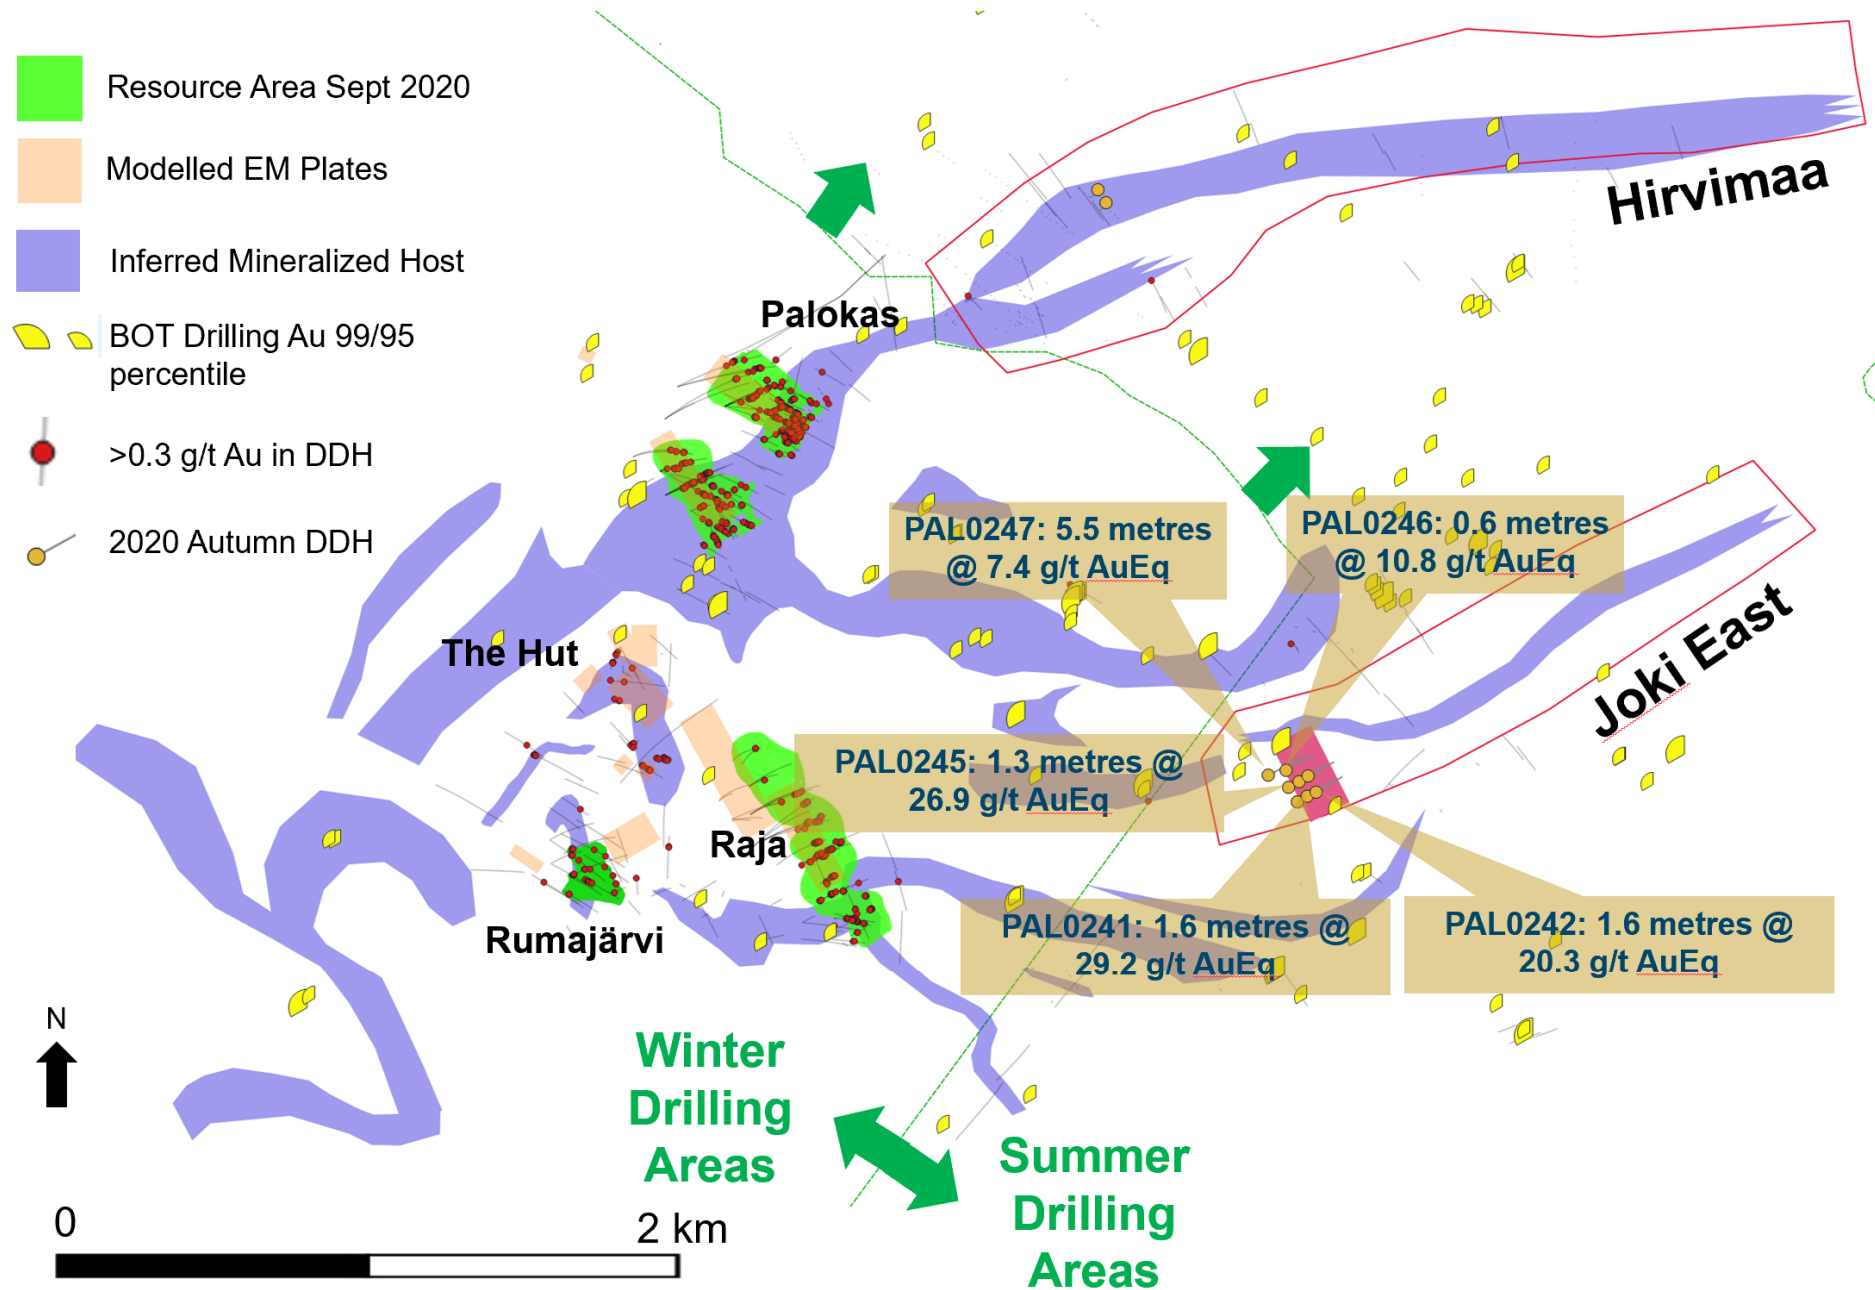 Resource Area Sept 2020
Modelled EM Plates
Inferred Mineralized Host
BOT Drilling Au 99/95
percentile
>0.3 g/t Au in DDH
2020 Autumn DDH
Hirvimaa
Palokas
PAL0247: 5.5 metres
@ 7.4 g/t AuEq
PAL0246: 0.6 metres
@ 10.8 g/t AuEq
The Hut
Joki East
PAL0245: 1.3 metres @
26.9 g/t AuEq
Raja
Rumajärvi
PAL0241: 1.6 metres @
29.2 g/t AuEq
PAL0242: 1.6 metres @
20.3 g/t AuEq
N
Winter
Drilling
Areas
Summer
Drilling
Areas
0
2 km